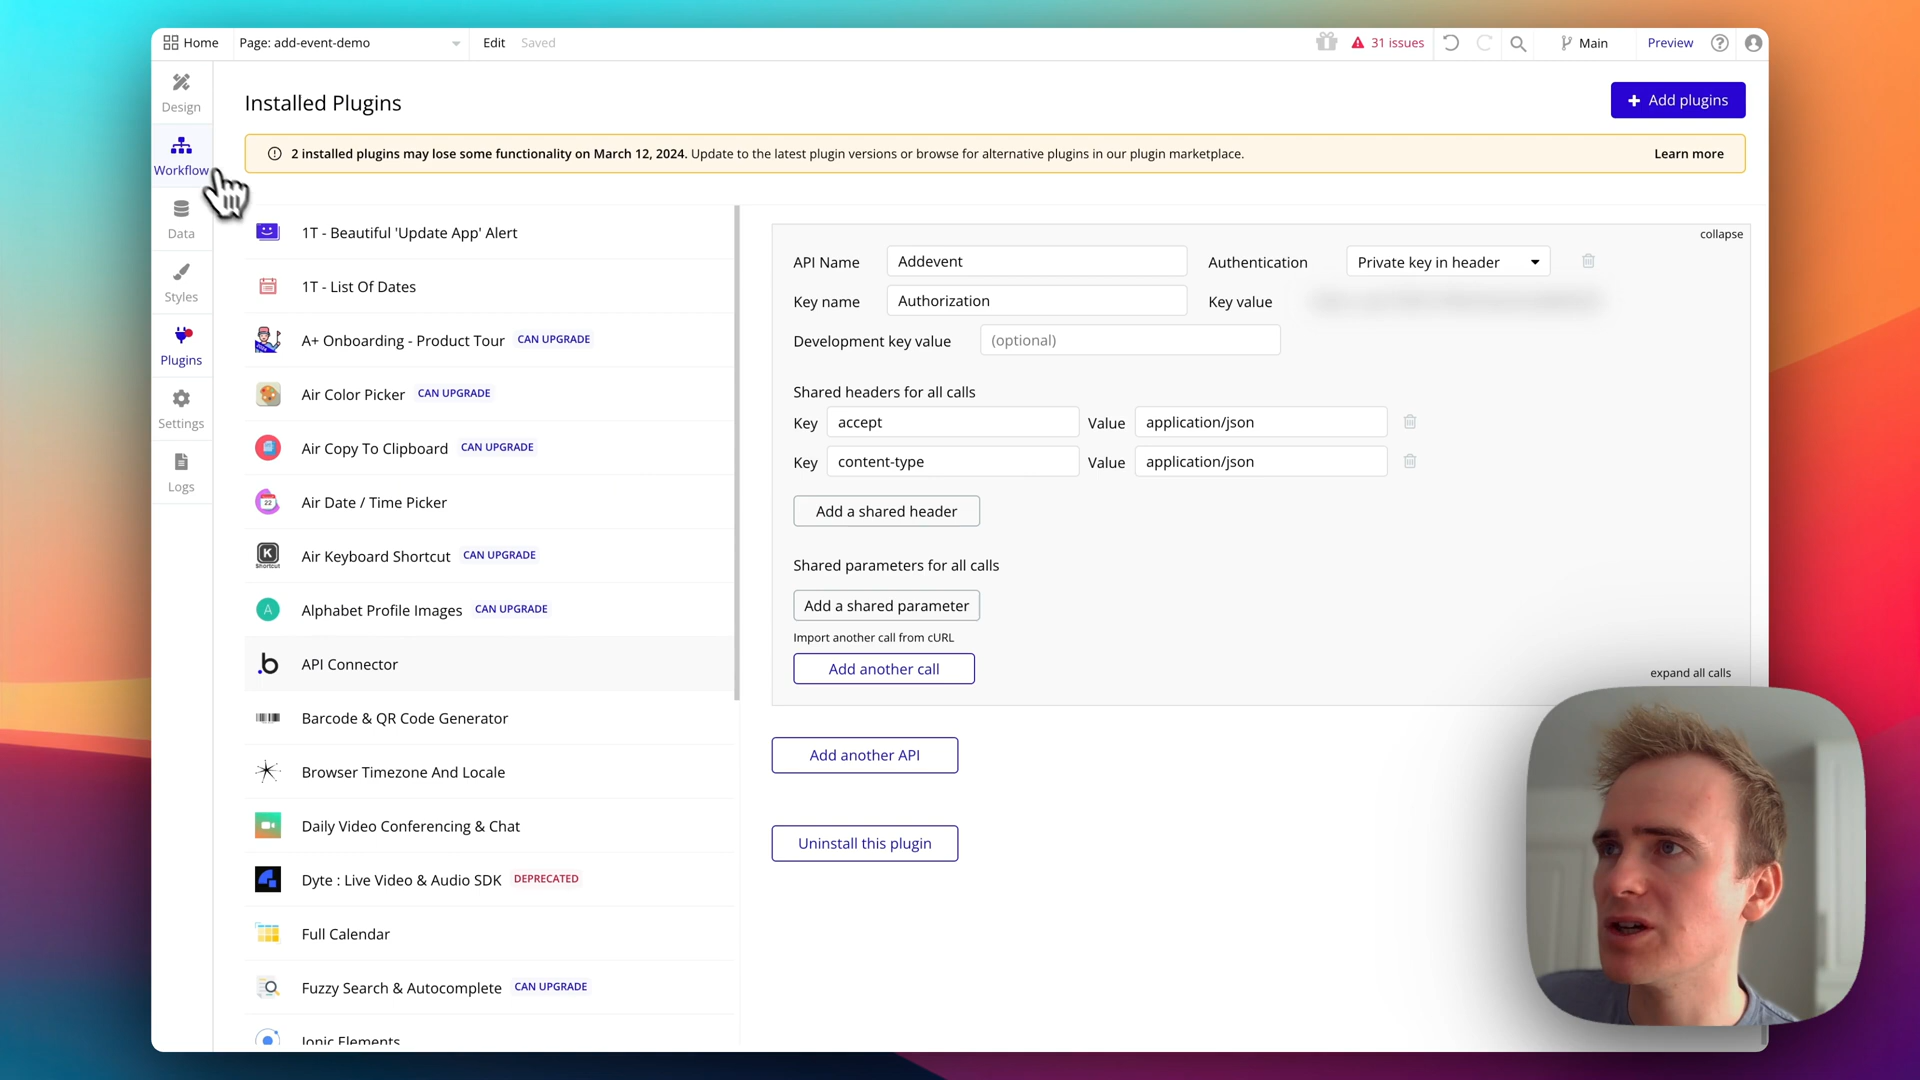 Home
Page: add-event-demo
Edit
Saved
31 issues
Main
Preview
Design
Workflow
Data
Styles
Plugins
Settings
Logs
Installed Plugins
Add plugins
2 installed plugins may lose some functionality on March 12, 2024. Update to the latest plugin versions or browse for alternative plugins in our plugin marketplace.
Learn more
1T - Beautiful 'Update App' Alert
1T - List Of Dates
A+ Onboarding - Product Tour CAN UPGRADE
Air Color Picker CAN UPGRADE
Air Copy To Clipboard CAN UPGRADE
22
Air Date / Time Picker
K
Shortcut
Air Keyboard Shortcut CAN UPGRADE
A
Alphabet Profile Images CAN UPGRADE
.b
API Connector
Barcode & QR Code Generator
Browser Timezone And Locale
Daily Video Conferencing & Chat
Dyte : Live Video & Audio SDK DEPRECATED
Full Calendar
Fuzzy Search & Autocomplete CAN UPGRADE
Ionic Elements
collapse
API Name Addevent Authentication Private key in header
Key name Authorization Key value
Development key value (optional)
Shared headers for all calls
Key accept Value application/json
Key content-type Value application/json
Add a shared header
Shared parameters for all calls
Add a shared parameter
Import another call from cURL
Add another call
expand all calls
Add another API
Uninstall this plugin